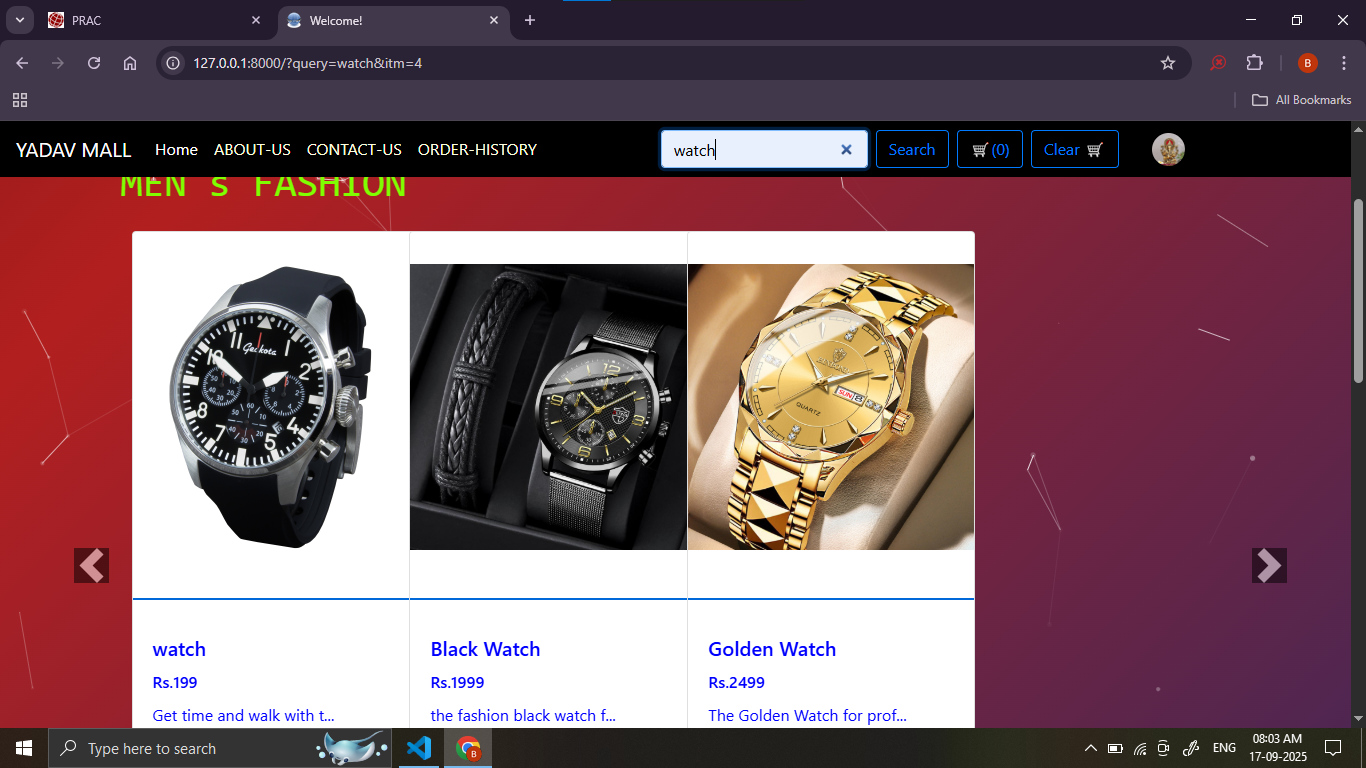 PRAC
Welcome!
127.0.0.1:8000/?query=watch&itm=4
B
All Bookmarks
YADAV MALL
Home
ABOUT-US
CONTACT-US
ORDER-HISTORY
watch
Search
(0)
Clear
MEN's FASHION
Geckota
QUARTZ
SUN
watch
Black Watch
Golden Watch
Rs.199
Rs.1999
Rs.2499
Get time and walk with t...
the fashion black watch f...
The Golden Watch for prof...
Type here to search
B
ENG
08:03 AM
17-09-2025